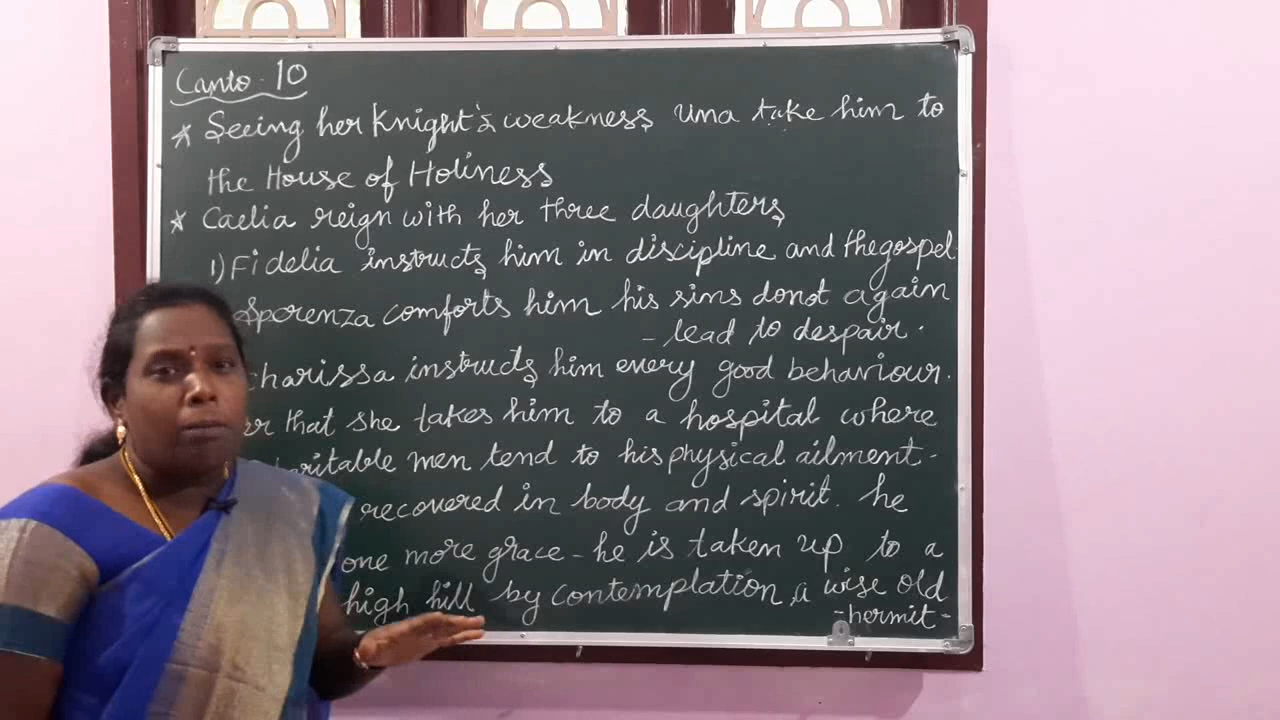 Canto - 10
* Seeing her Knight's weakness Una take him to
the House of Holiness
* Caelia reign with her three daughters
1) Fidelia instructs him in discipline and the gospel.
Sperenza comforts him his sins donot again
- lead to despair.
charissa instructs him every good behaviour.
that she takes him to a hospital where
men tend to his physical ailment.
recovered in body and spirit. he
one more grace - he is taken up to a
high hill by contemplation, a wise old
- hermit -